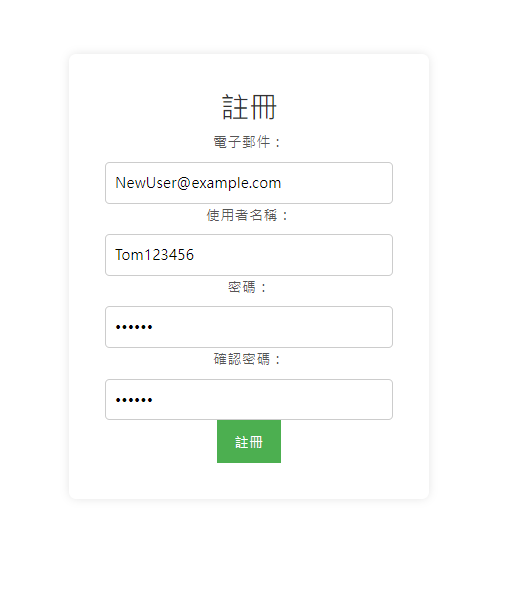 註冊
電子郵件：
NewUser@example.com
使用者名稱：
Tom123456
密碼：
••••••
確認密碼：
••••••
註冊